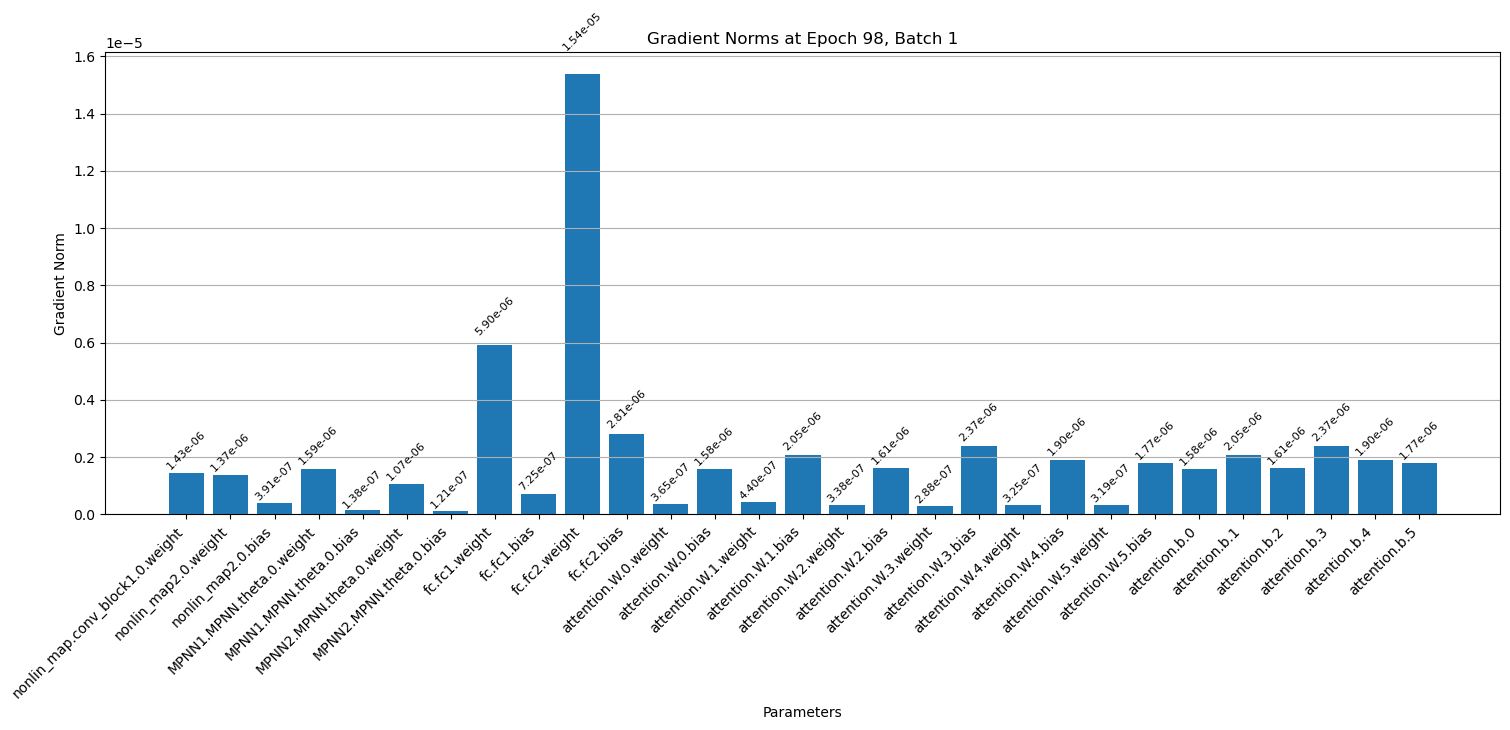 Gradient Norms at Epoch 98, Batch 1
1e−5
1.6
1.4
1.2
1.0
0.8
0.6
0.4
0.2
0.0
Gradient Norm
1.43e-06
1.37e-06
3.91e-07
1.59e-06
1.38e-07
1.07e-06
1.21e-07
5.90e-06
7.25e-07
1.54e-05
2.81e-06
3.65e-07
1.58e-06
4.40e-07
2.05e-06
3.38e-07
1.61e-06
2.88e-07
2.37e-06
3.25e-07
1.90e-06
3.19e-07
1.77e-06
1.58e-06
2.05e-06
1.61e-06
2.37e-06
1.90e-06
1.77e-06
nonlin_map.conv_block1.0.weight
nonlin_map2.0.weight
nonlin_map2.0.bias
MPNN1.MPNN.theta.0.weight
MPNN1.MPNN.theta.0.bias
MPNN2.MPNN.theta.0.weight
MPNN2.MPNN.theta.0.bias
fc.fc1.weight
fc.fc1.bias
fc.fc2.weight
fc.fc2.bias
attention.W.0.weight
attention.W.0.bias
attention.W.1.weight
attention.W.1.bias
attention.W.2.weight
attention.W.2.bias
attention.W.3.weight
attention.W.3.bias
attention.W.4.weight
attention.W.4.bias
attention.W.5.weight
attention.W.5.bias
attention.b.0
attention.b.1
attention.b.2
attention.b.3
attention.b.4
attention.b.5
Parameters